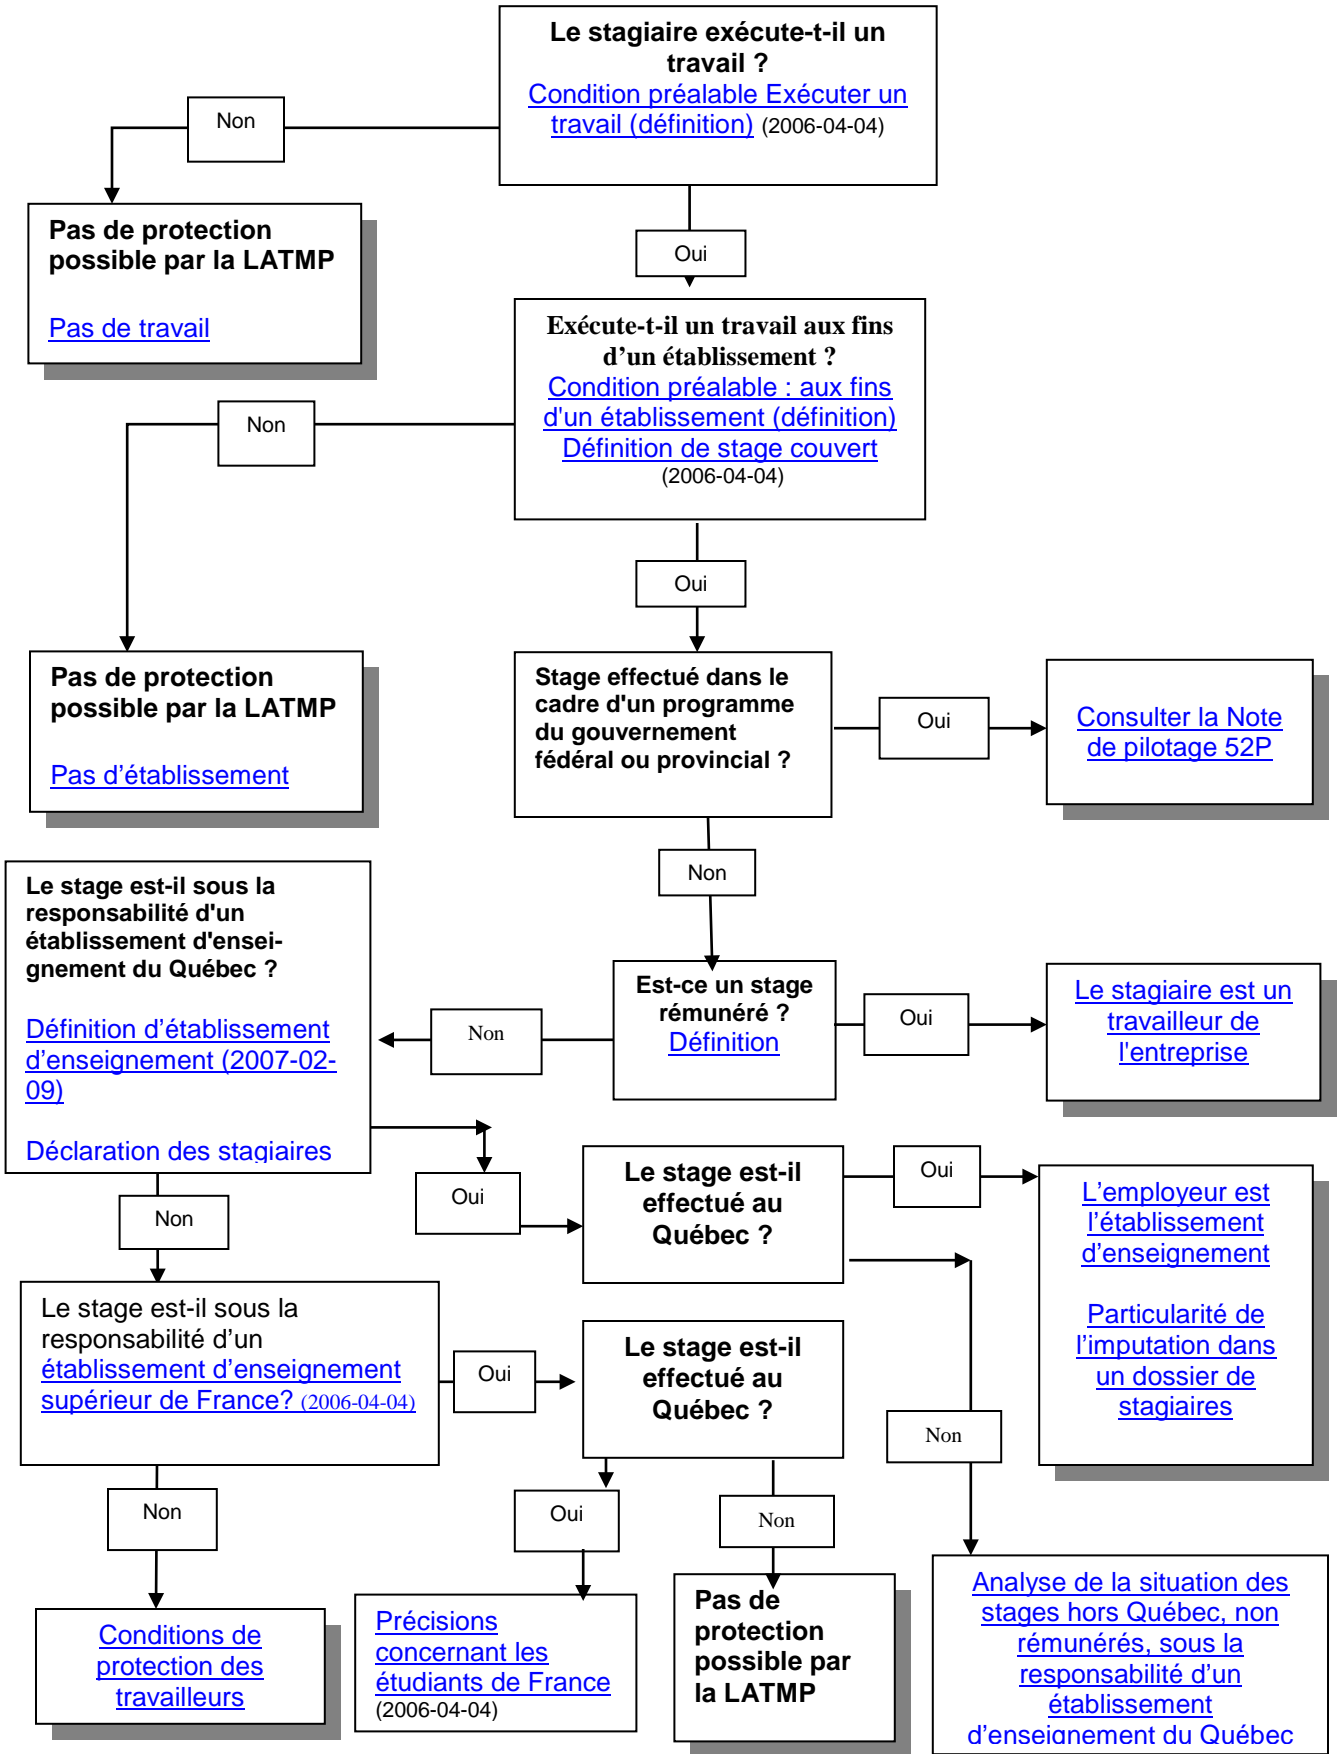 Le stagiaire exécute-t-il un
travail ?
Condition préalable Exécuter un
travail (définition) (2006-04-04)
Non
Pas de protection
possible par la LATMP
Pas de travail
Oui
Exécute-t-il un travail aux fins
d’un établissement ?
Condition préalable : aux fins
d'un établissement (définition)
Définition de stage couvert
(2006-04-04)
Non
Oui
Pas de protection
possible par la LATMP
Pas d’établissement
Stage effectué dans le
cadre d'un programme
du gouvernement
fédéral ou provincial ?
Oui
Consulter la Note
de pilotage 52P
Non
Le stage est-il sous la
responsabilité d'un
établissement d'ensei-
gnement du Québec ?
Définition d’établissement
d’enseignement (2007-02-
09)
Déclaration des stagiaires
Non
Est-ce un stage
rémunéré ?
Définition
Oui
Le stagiaire est un
travailleur de
l'entreprise
Oui
Le stage est-il
effectué au
Québec ?
Oui
L’employeur est
l’établissement
d’enseignement
Particularité de
l’imputation dans
un dossier de
stagiaires
Non
Le stage est-il sous la
responsabilité d’un
établissement d’enseignement
supérieur de France? (2006-04-04)
Oui
Le stage est-il
effectué au
Québec ?
Non
Non
Oui
Non
Conditions de
protection des
travailleurs
Précisions
concernant les
étudiants de France
(2006-04-04)
Pas de
protection
possible par
la LATMP
Analyse de la situation des
stages hors Québec, non
rémunérés, sous la
responsabilité d’un
établissement
d’enseignement du Québec